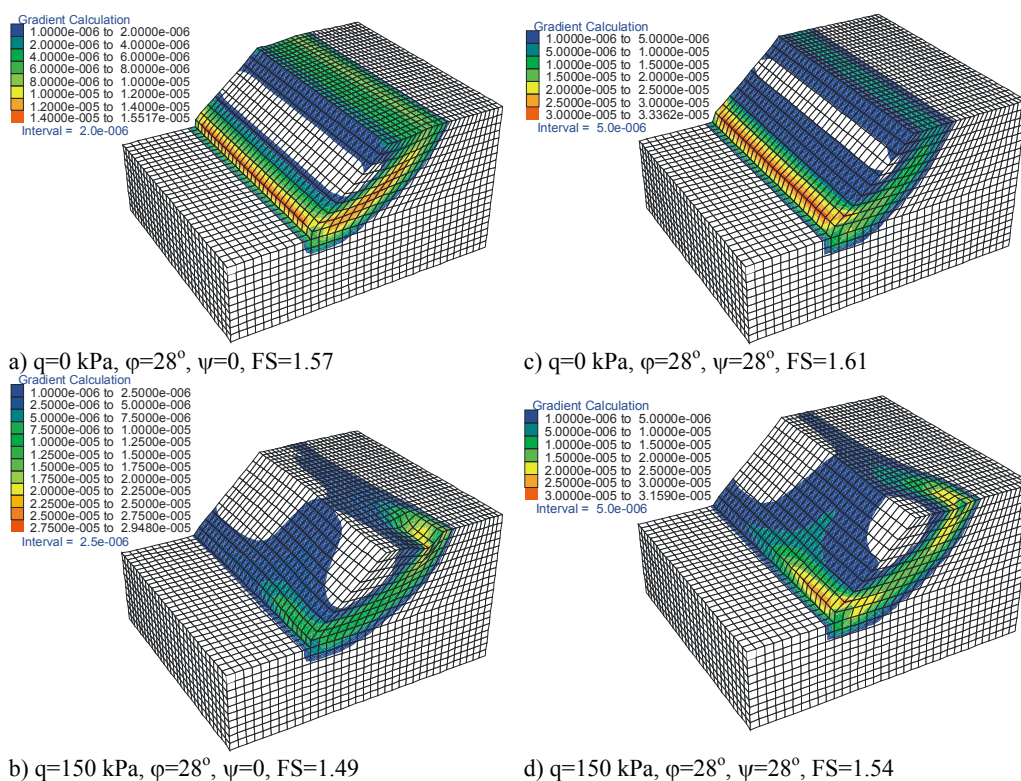 Gradient Calculation
1.0000e-006 to 2.0000e-006
2.0000e-006 to 4.0000e-006
4.0000e-006 to 6.0000e-006
6.0000e-006 to 8.0000e-006
8.0000e-006 to 1.0000e-005
1.0000e-005 to 1.2000e-005
1.2000e-005 to 1.4000e-005
1.4000e-005 to 1.5517e-005
Interval = 2.0e-006
a) q=0 kPa, φ=28°, ψ=0, FS=1.57
Gradient Calculation
1.0000e-006 to 5.0000e-006
5.0000e-006 to 1.0000e-005
1.0000e-005 to 1.5000e-005
1.5000e-005 to 2.0000e-005
2.0000e-005 to 2.5000e-005
2.5000e-005 to 3.0000e-005
3.0000e-005 to 3.3362e-005
Interval = 5.0e-006
c) q=0 kPa, φ=28°, ψ=28°, FS=1.61
Gradient Calculation
1.0000e-006 to 2.5000e-006
2.5000e-006 to 5.0000e-006
5.0000e-006 to 7.5000e-006
7.5000e-006 to 1.0000e-005
1.0000e-005 to 1.2500e-005
1.2500e-005 to 1.5000e-005
1.5000e-005 to 1.7500e-005
1.7500e-005 to 2.0000e-005
2.0000e-005 to 2.2500e-005
2.2500e-005 to 2.5000e-005
2.5000e-005 to 2.7500e-005
2.7500e-005 to 2.9480e-005
Interval = 2.5e-006
b) q=150 kPa, φ=28°, ψ=0, FS=1.49
Gradient Calculation
1.0000e-006 to 5.0000e-006
5.0000e-006 to 1.0000e-005
1.0000e-005 to 1.5000e-005
1.5000e-005 to 2.0000e-005
2.0000e-005 to 2.5000e-005
2.5000e-005 to 3.0000e-005
3.0000e-005 to 3.1590e-005
Interval = 5.0e-006
d) q=150 kPa, φ=28°, ψ=28°, FS=1.54